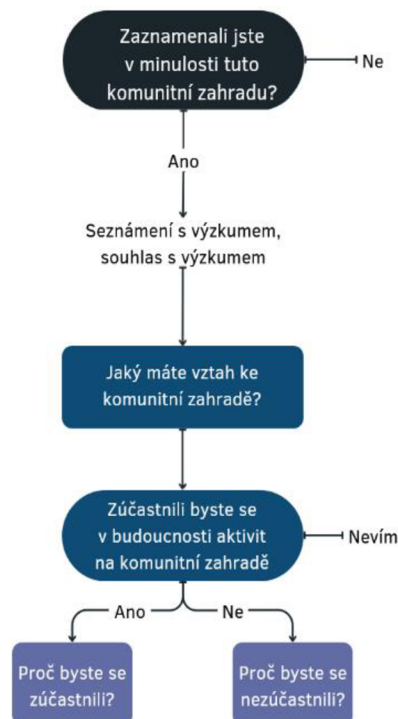 Zaznamenali jste
v minulosti tuto
komunitní zahradu?
Ne
Ano
Seznámení s výzkumem,
souhlas s výzkumem
Jaký máte vztah ke
komunitní zahradě?
Zúčastnili byste se
v budoucnosti aktivit
na komunitní zahradě
Nevím
Ano
Ne
Proč byste se
zúčastnili?
Proč byste se
nezúčastnili?